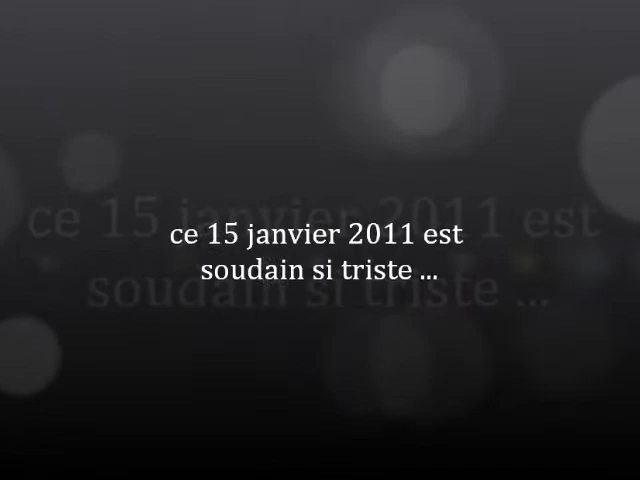 ce 15 janvier 2011 est
soudain si triste ...